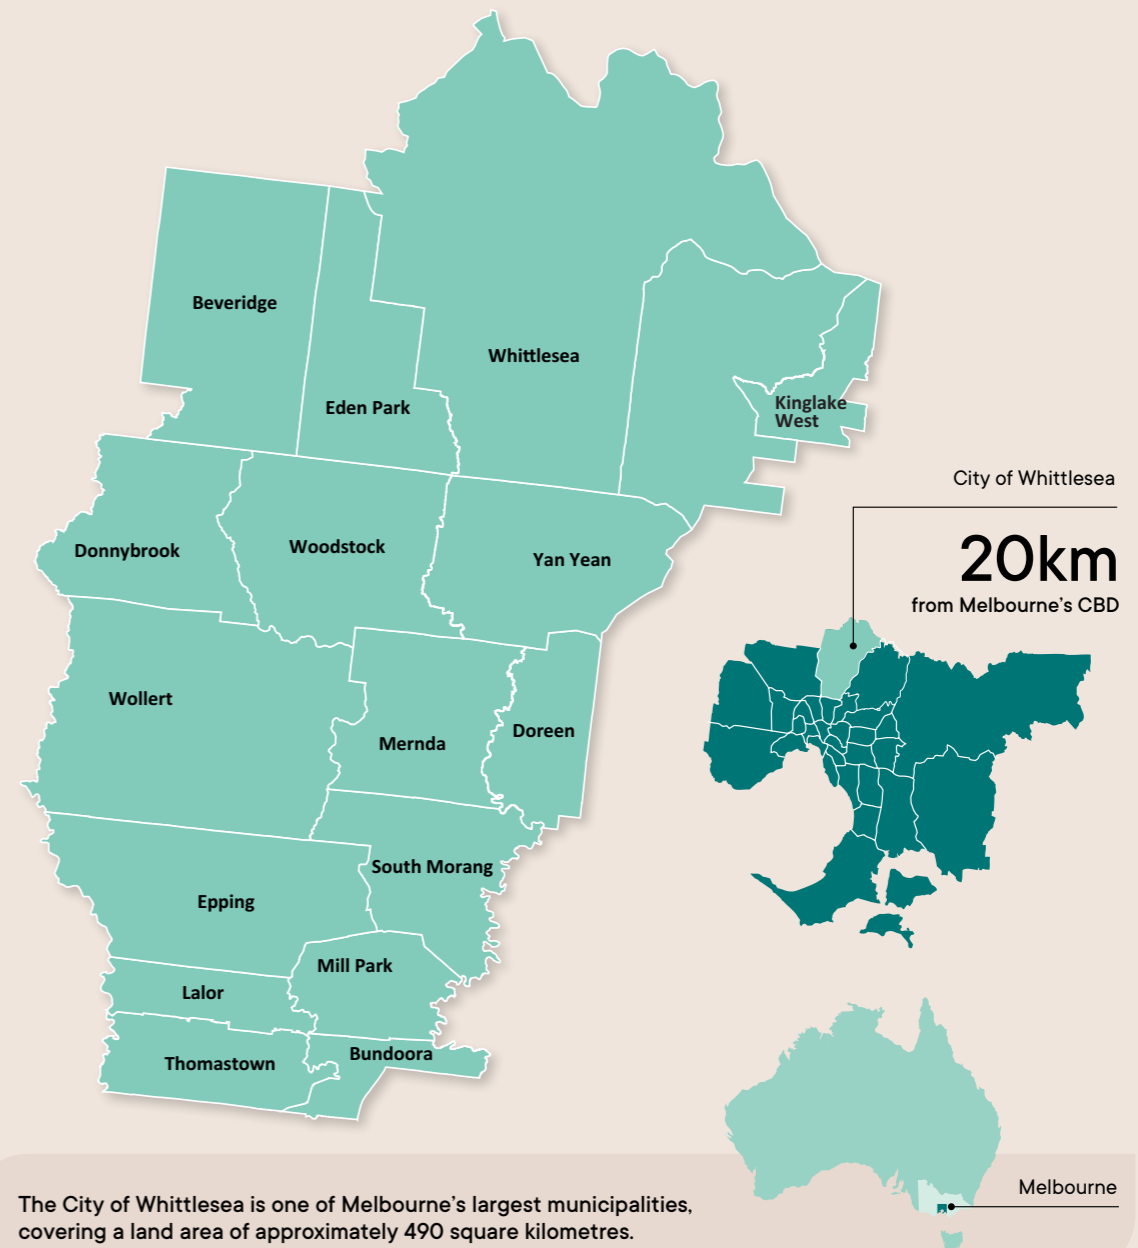 Beveridge
Whittlesea
Eden Park
Kinglake
West
City of Whittlesea
20km
from Melbourne's CBD
Donnybrook
Woodstock
Yan Yean
Wollert
Mernda
Doreen
South Morang
Epping
Mill Park
Lalor
Thomastown
Bundoora
Melbourne
The City of Whittlesea is one of Melbourne's largest municipalities,
covering a land area of approximately 490 square kilometres.